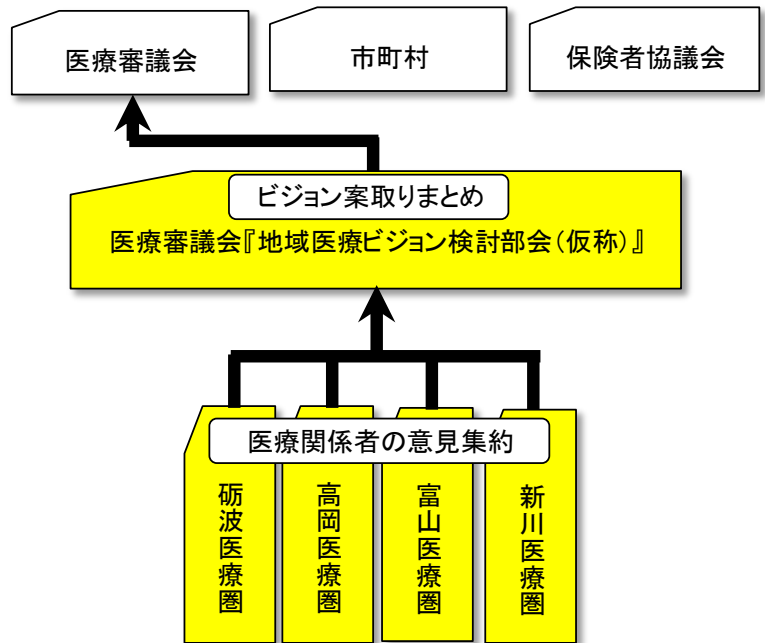 医療審議会
市町村
保険者協議会
ビジョン案取りまとめ
医療審議会『地域医療ビジョン検討部会(仮称)』
医療関係者の意見集約
砺波医療圏
高岡医療圏
富山医療圏
新川医療圏